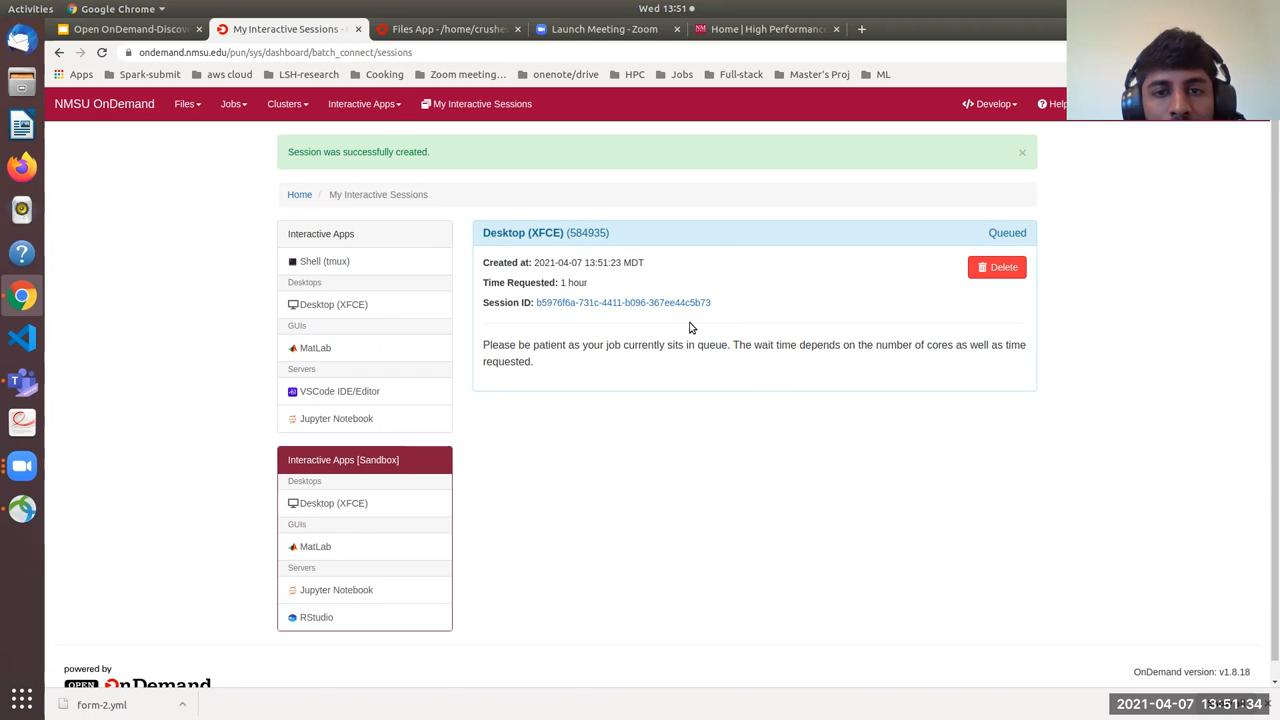 Activities
Google Chrome
Wed 13:51
Open OnDemand-Discov
My Interactive Sessions -
Files App - /home/crushe
Launch Meeting - Zoom
Home | High Performanc
ondemand.nmsu.edu/pun/sys/dashboard/batch_connect/sessions
Apps
Spark-submit
aws cloud
LSH-research
Cooking
Zoom meeting…
onenote/drive
HPC
Jobs
Full-stack
Master's Proj
ML
NMSU OnDemand
Files
Jobs
Clusters
Interactive Apps
My Interactive Sessions
</> Develop
Help
Session was successfully created.
×
Home / My Interactive Sessions
Interactive Apps
Shell (tmux)
Desktops
Desktop (XFCE)
GUIs
MatLab
Servers
VSCode IDE/Editor
Jupyter Notebook
Interactive Apps [Sandbox]
Desktops
Desktop (XFCE)
GUIs
MatLab
Servers
Jupyter Notebook
RStudio
Desktop (XFCE) (584935)
Queued
Created at: 2021-04-07 13:51:23 MDT
Delete
Time Requested: 1 hour
Session ID: b5976f6a-731c-4411-b096-367ee44c5b73
Please be patient as your job currently sits in queue. The wait time depends on the number of cores as well as time
requested.
powered by
OPEN OnDemand
OnDemand version: v1.8.18
form-2.yml
2021-04-07 13:51:34